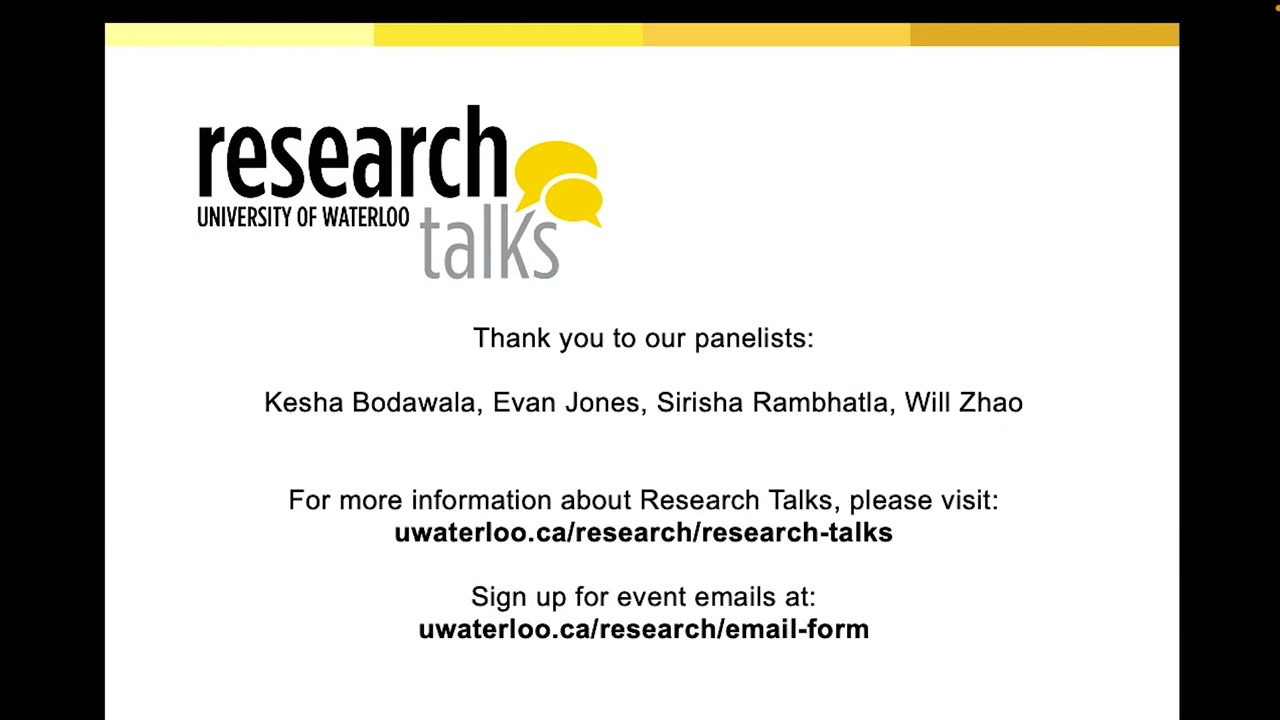 research
UNIVERSITY OF WATERLOO
talks
Thank you to our panelists:
Kesha Bodawala, Evan Jones, Sirisha Rambhatla, Will Zhao
For more information about Research Talks, please visit:
uwaterloo.ca/research/research-talks
Sign up for event emails at:
uwaterloo.ca/research/email-form